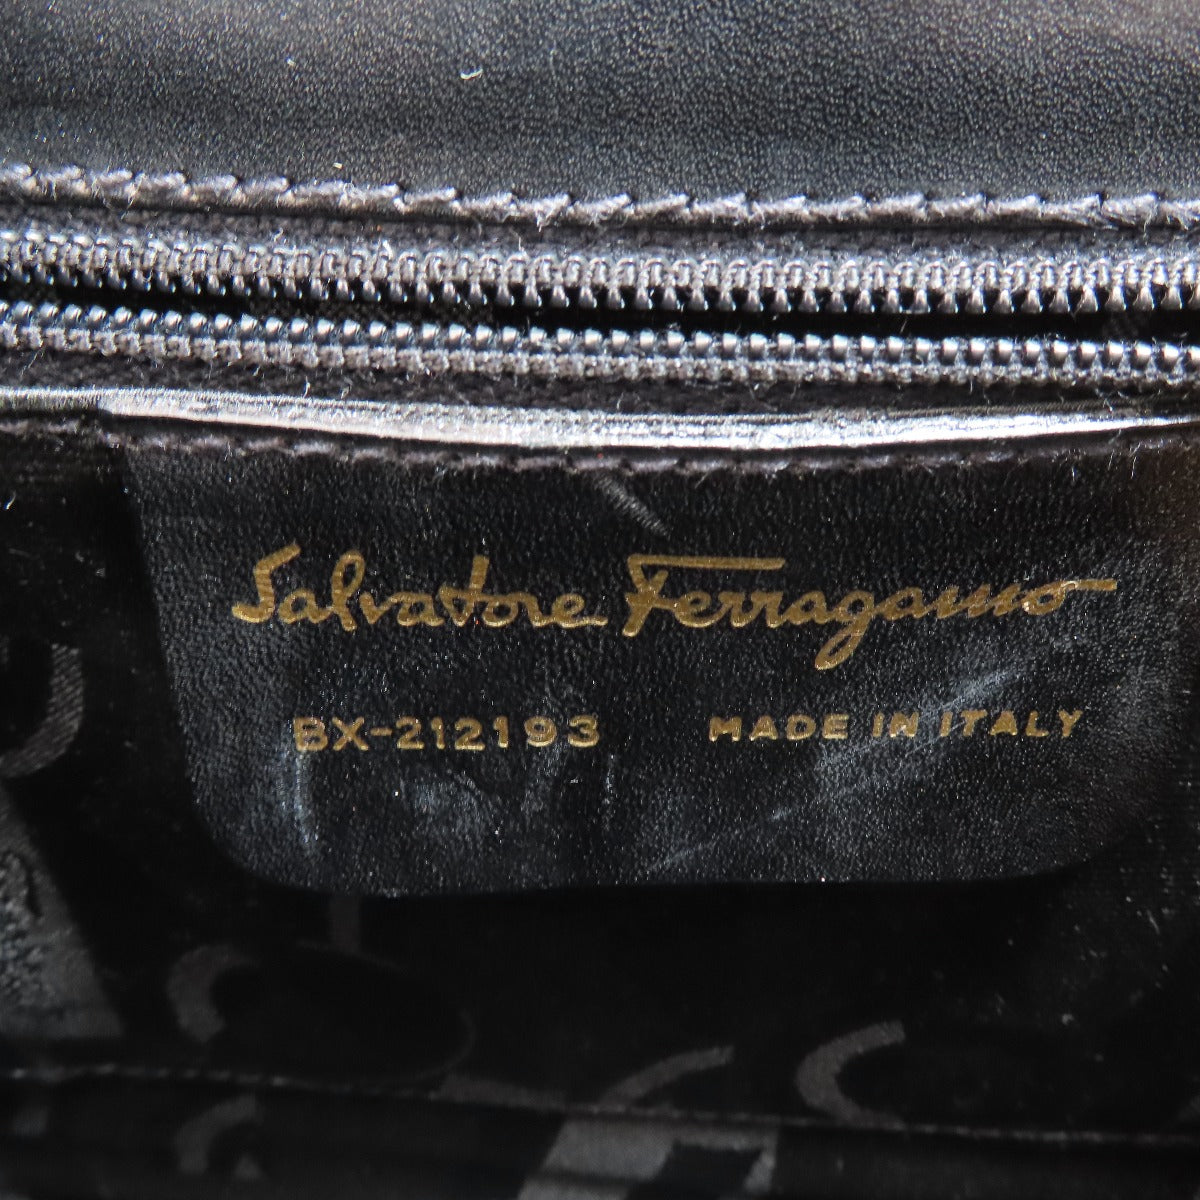 Salvatore Ferragamo
BX-212193 MADE IN ITALY